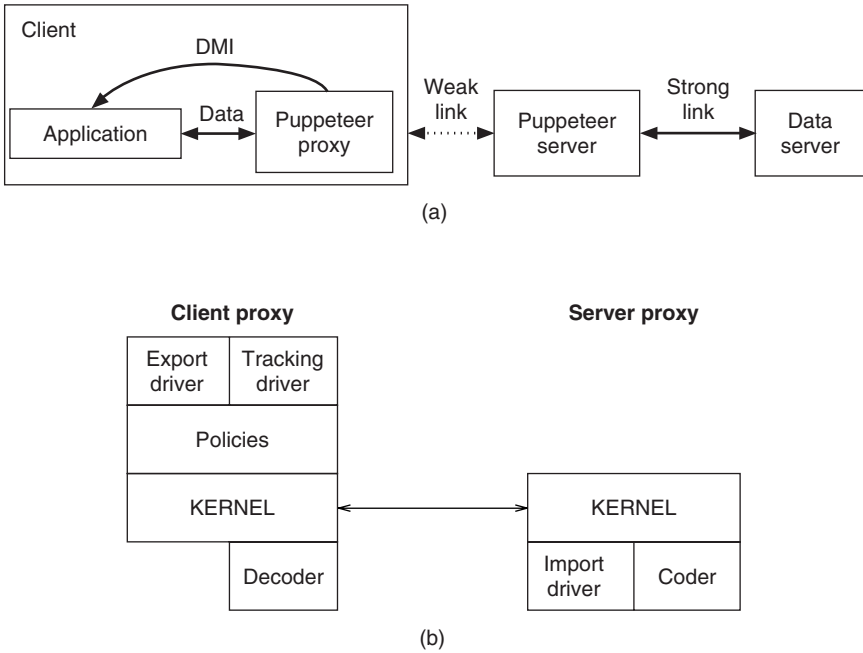 Client
DMI
Application
Data
Puppeteer
proxy
Weak
link
Puppeteer
server
Strong
link
Data
server
(a)
Client proxy
Server proxy
Export
driver
Tracking
driver
Policies
KERNEL
KERNEL
Decoder
Import
driver
Coder
(b)